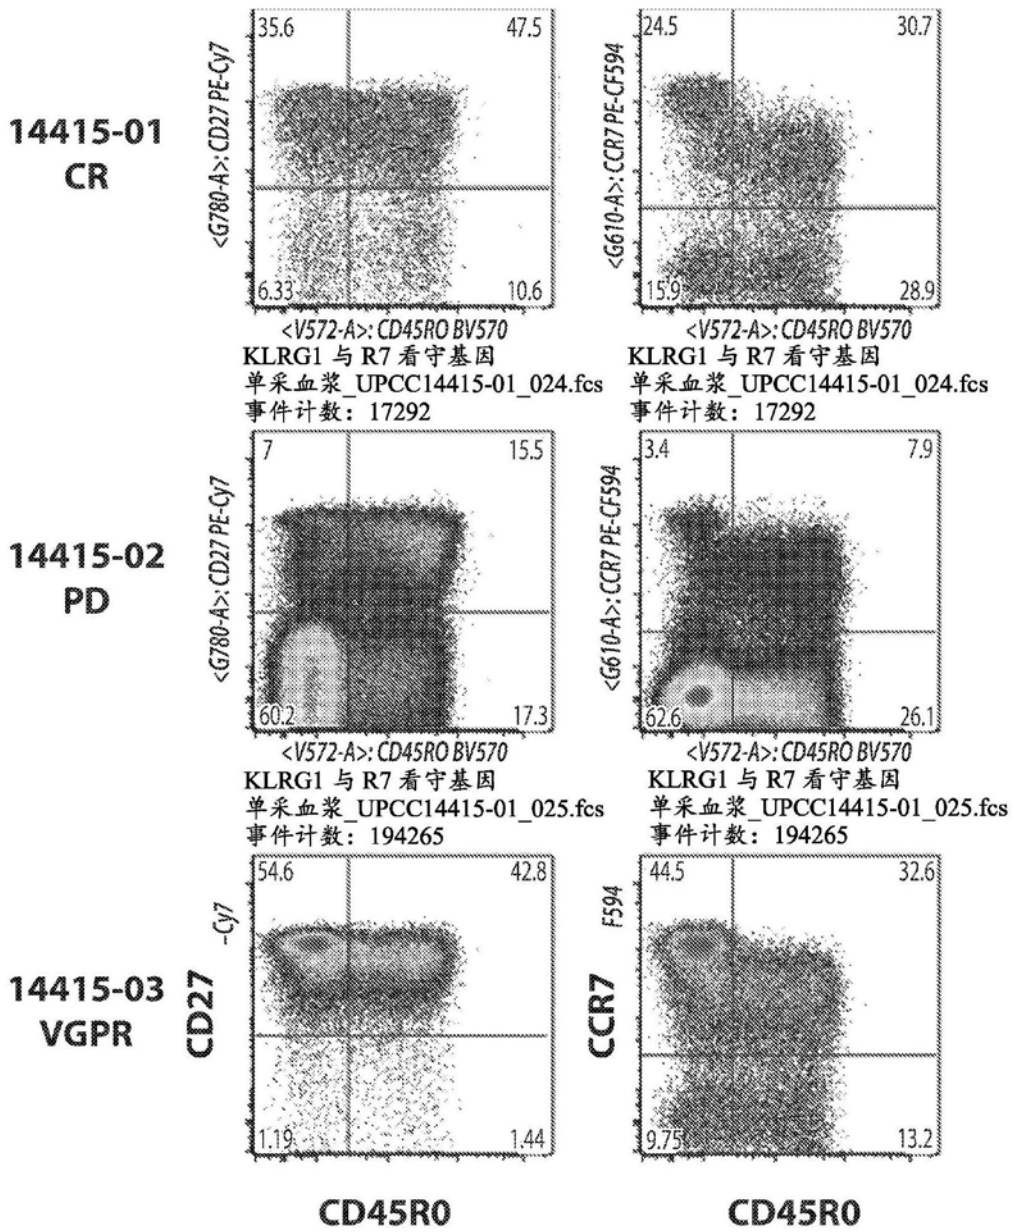 35.6 47.5
24.5 30.7
14415-01
CR
<G780-A>: CD27 PE-Cy7
<G610-A>: CCR7 PE-CF594
6.33 10.6
15.9 28.9
<V572-A>: CD45RO BV570
<V572-A>: CD45RO BV570
KLRG1 与 R7 看守基因
单采血浆_UPCC14415-01_024.fcs
事件计数：17292
KLRG1 与 R7 看守基因
单采血浆_UPCC14415-01_024.fcs
事件计数：17292
7 15.5
3.4 7.9
14415-02
PD
<G780-A>: CD27 PE-Cy7
<G610-A>: CCR7 PE-CF594
60.2 17.3
62.6 26.1
<V572-A>: CD45RO BV570
<V572-A>: CD45RO BV570
KLRG1 与 R7 看守基因
单采血浆_UPCC14415-01_025.fcs
事件计数：194265
KLRG1 与 R7 看守基因
单采血浆_UPCC14415-01_025.fcs
事件计数：194265
54.6 42.8
44.5 32.6
14415-03
VGPR
-Cy7
CD27
F594
CCR7
1.19 1.44
9.75 13.2
CD45R0
CD45R0